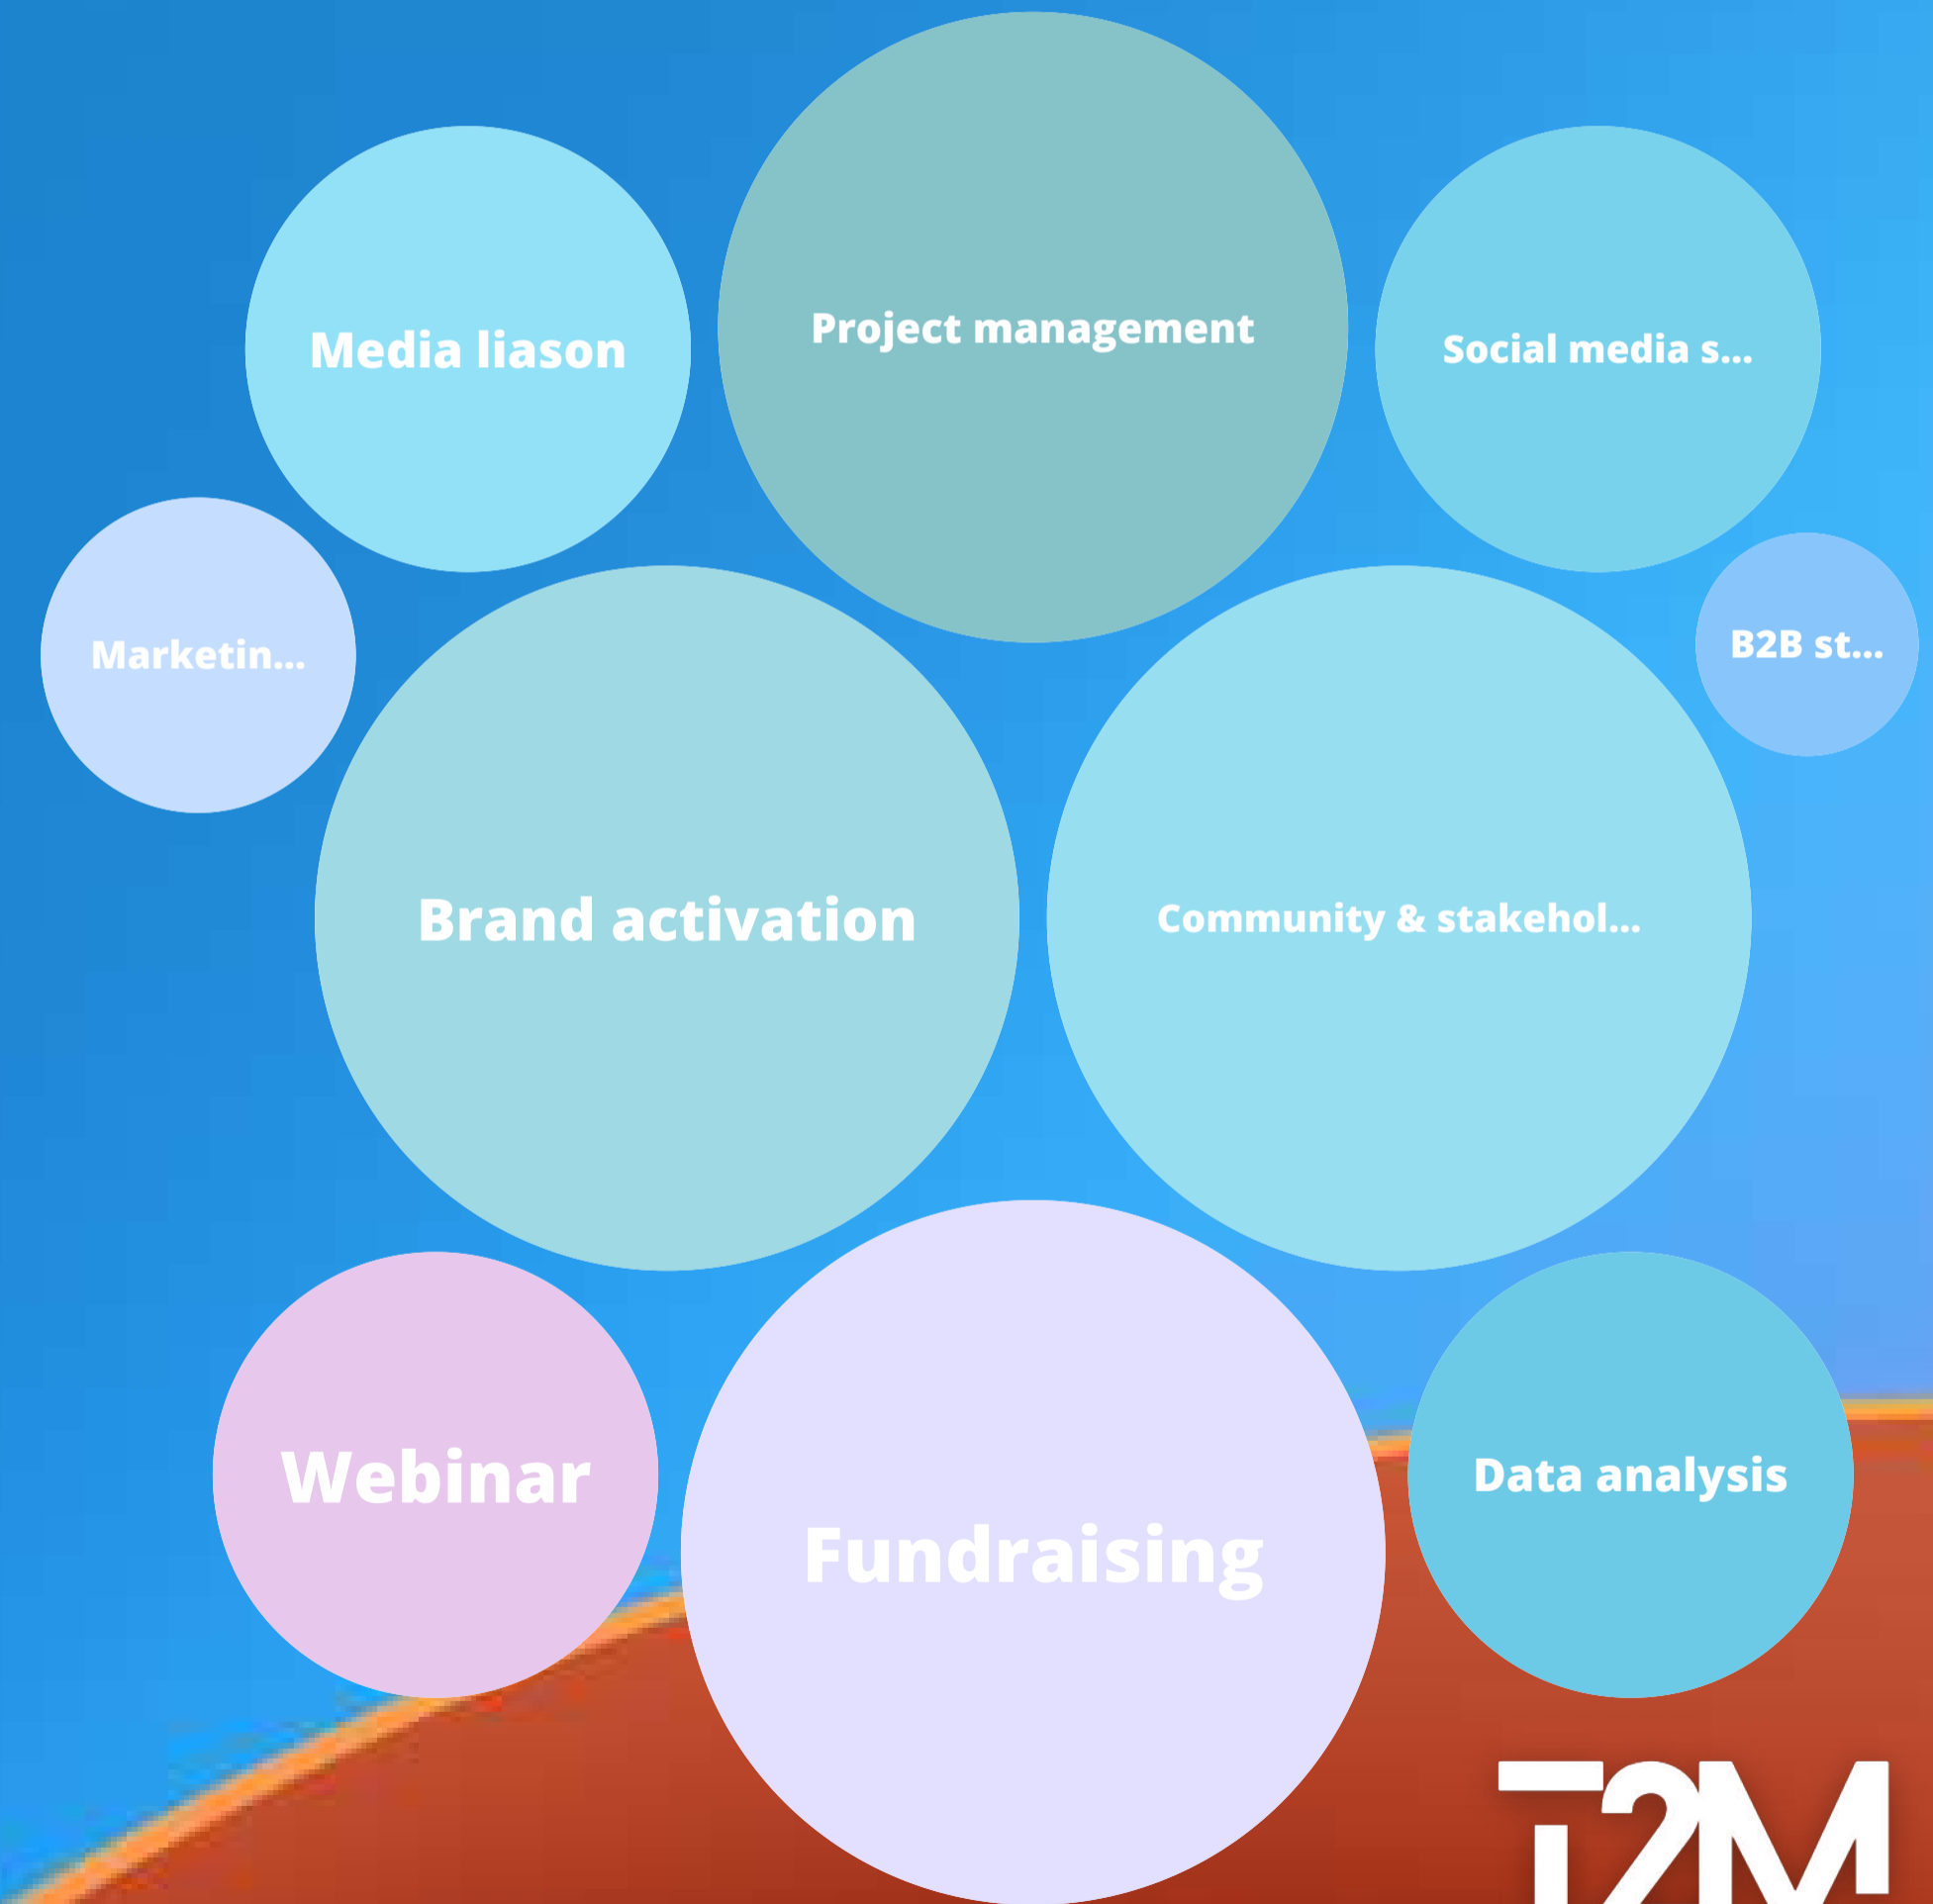 Project management
Media liason
Social media s...
Marketin...
B2B st...
Brand activation
Community & stakehol...
Webinar
Fundraising
Data analysis
T2M